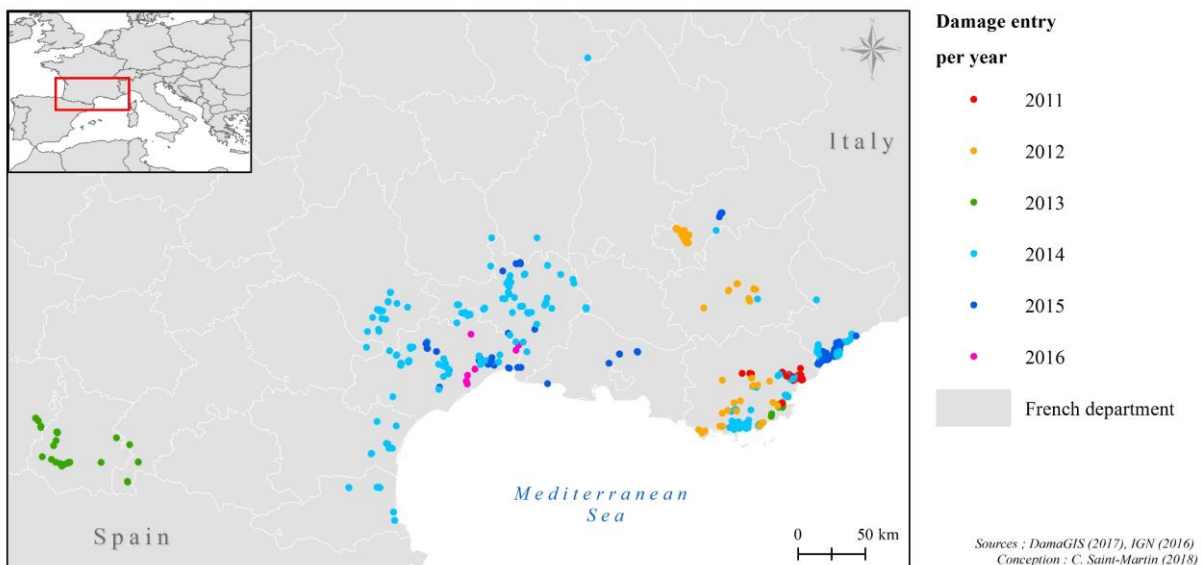 Italy
Spain
Mediterranean
Sea
0
50 km
Damage entry
per year
2011
2012
2013
2014
2015
2016
French department
Sources ; DamaGIS (2017), IGN (2016)
Conception : C. Saint-Martin (2018)